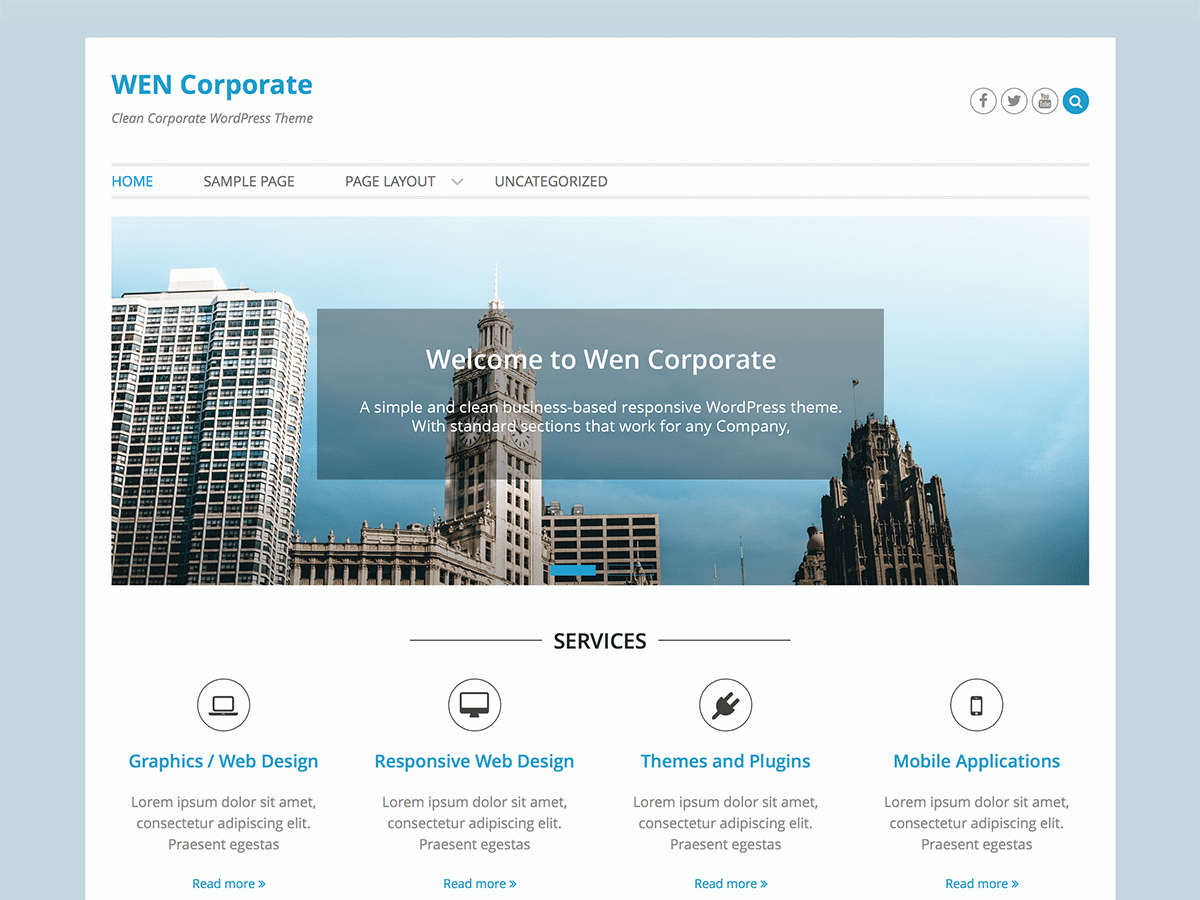 WEN Corporate
Clean Corporate WordPress Theme
You
Tube
HOME SAMPLE PAGE PAGE LAYOUT UNCATEGORIZED
Welcome to Wen Corporate
A simple and clean business-based responsive WordPress theme.
With standard sections that work for any Company,
SERVICES
Graphics / Web Design
Lorem ipsum dolor sit amet,
consectetur adipiscing elit.
Praesent egestas
Read more »
Responsive Web Design
Lorem ipsum dolor sit amet,
consectetur adipiscing elit.
Praesent egestas
Read more »
Themes and Plugins
Lorem ipsum dolor sit amet,
consectetur adipiscing elit.
Praesent egestas
Read more »
Mobile Applications
Lorem ipsum dolor sit amet,
consectetur adipiscing elit.
Praesent egestas
Read more »